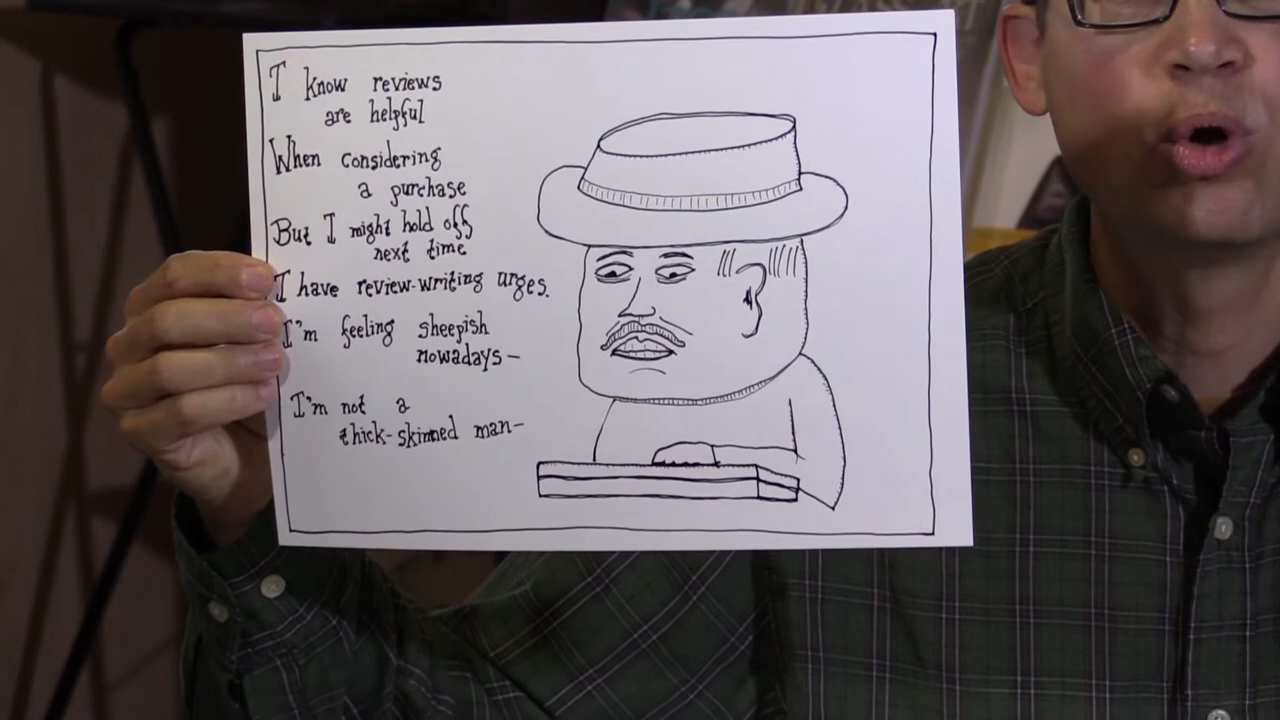 I know reviews
are helpful
When considering
a purchase
But I might hold off
next time
I have review-writing urges.
I'm feeling sheepish
nowadays–
I'm not a
thick-skinned man–